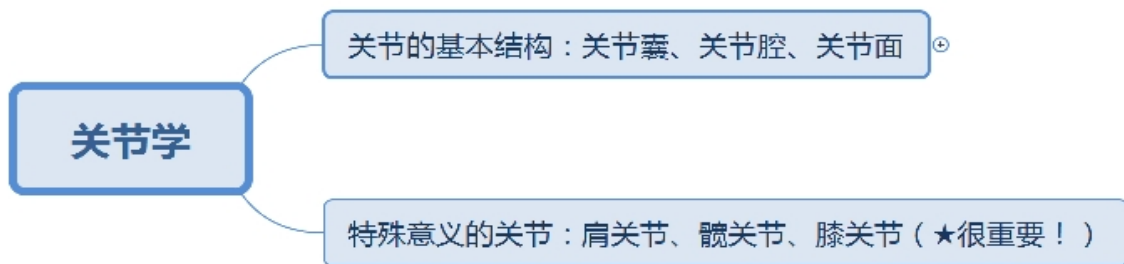 关节的基本结构：关节囊、关节腔、关节面
关节学
特殊意义的关节：肩关节、髋关节、膝关节（★很重要！）